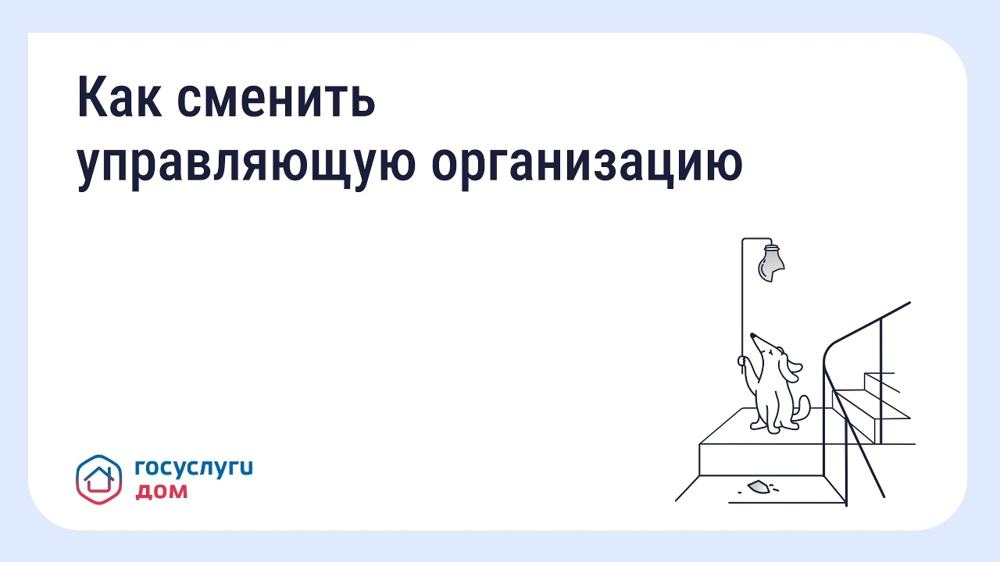 Как сменить
управляющую организацию
госуслуги
дом